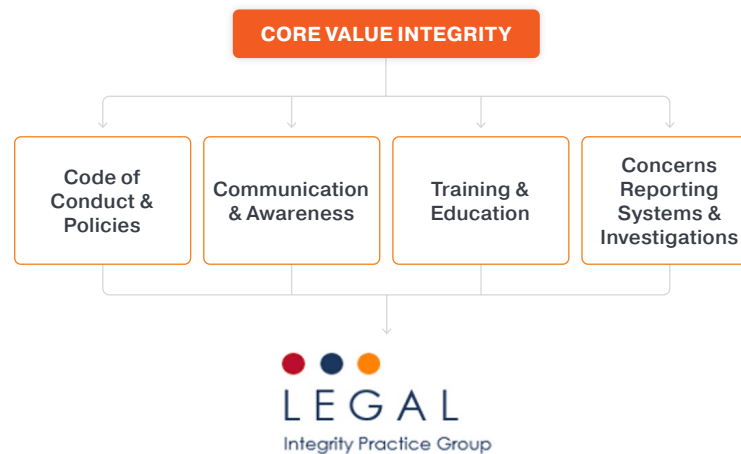 CORE VALUE INTEGRITY
Code of
Conduct &
Policies
Communication
& Awareness
Training &
Education
Concerns
Reporting
Systems &
Investigations
LEGAL
Integrity Practice Group